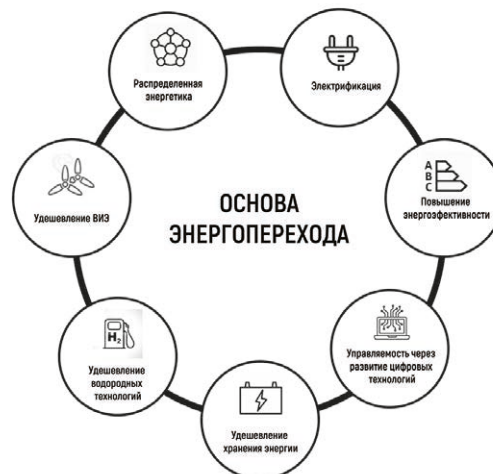 Распределенная
энергетика
Электрификация
A
B
C
Повышение
энергоэфективности
Управляемость через
развитие цифровых
технологий
Удешевление
хранения энергии
H2
Удешевление
водородных
технологий
Удешевление ВИЭ
ОСНОВА
ЭНЕРГОПЕРЕХОДА